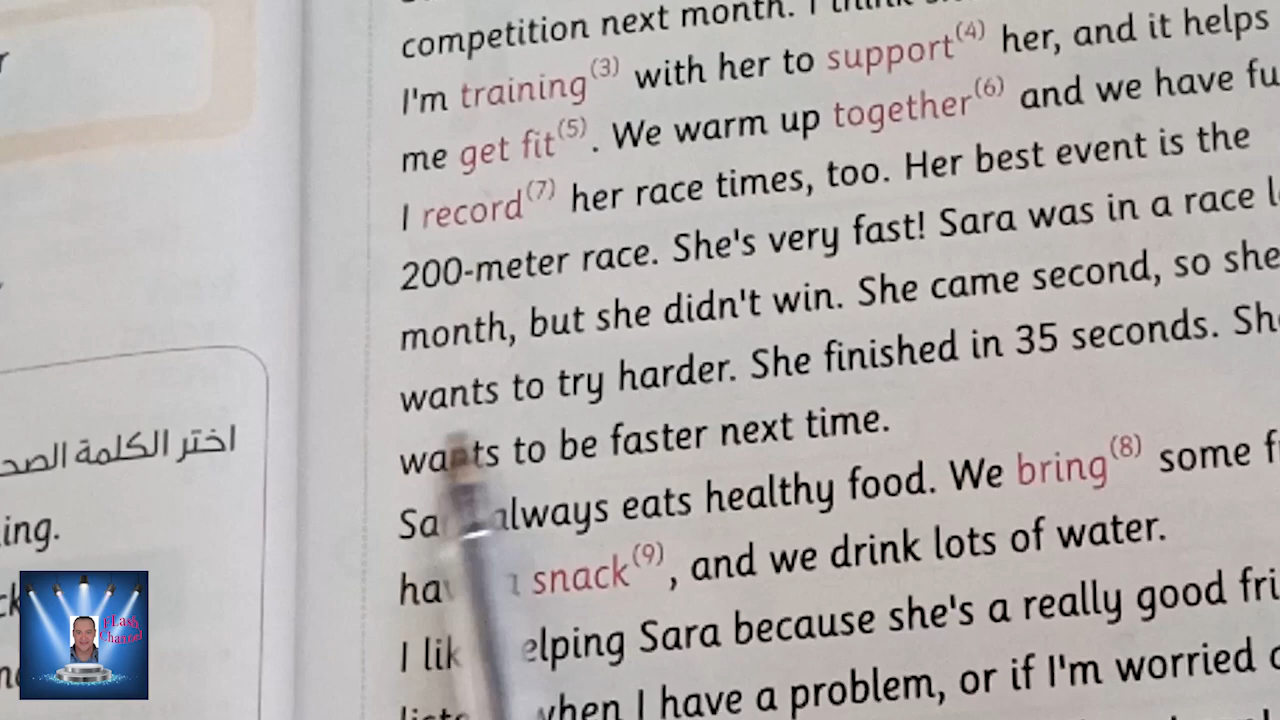 competition next month. I think
I'm training(3) with her to support(4) her, and it helps
me get fit(5). We warm up together(6) and we have
I record(7) her race times, too. Her best event is the
200-meter race. She's very fast! Sara was in a race
month, but she didn't win. She came second, so she
wants to try harder. She finished in 35 seconds.
wants to be faster next time.
always eats healthy food. We bring(8) some
snack(9), and we drink lots of water.
I Sara because she's a really good
when I have a problem, or if I'm worried
اختر الكلمة
ing.
FLash
Channel